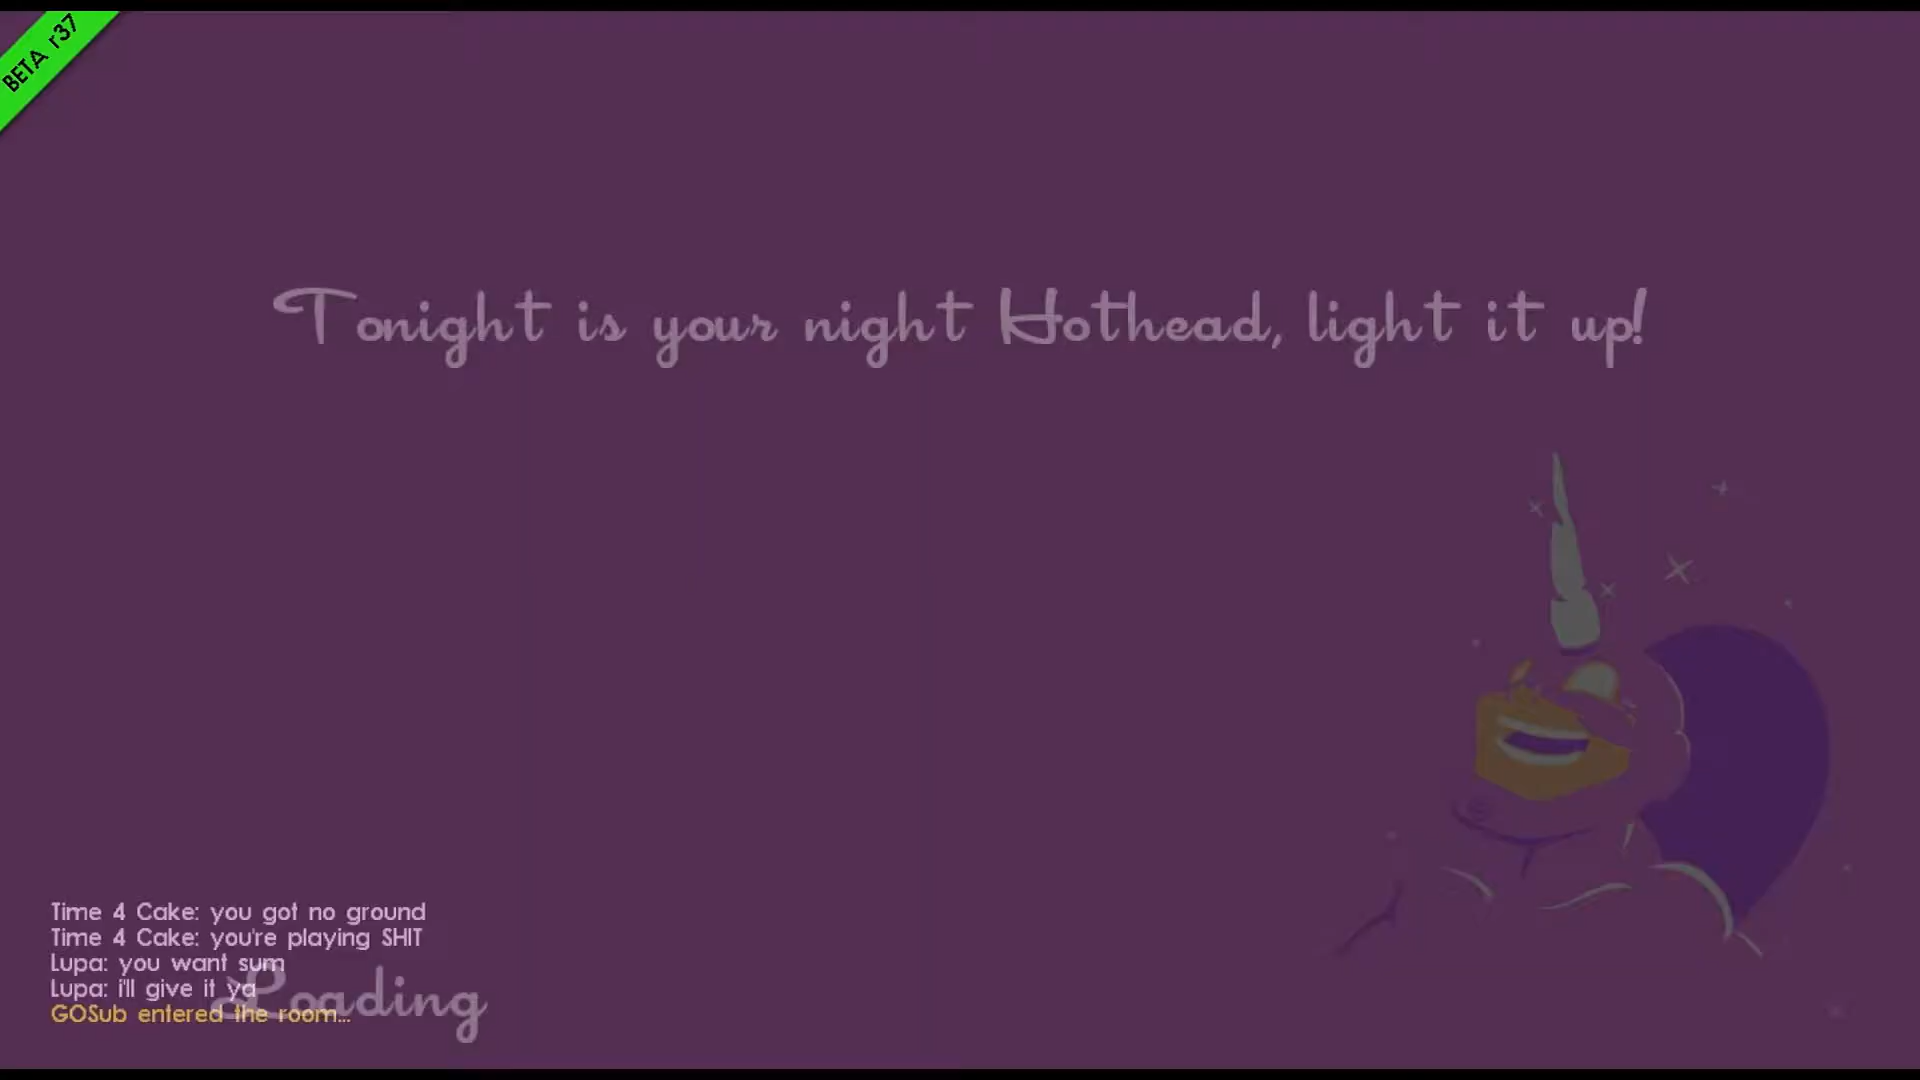 BETA r37
Tonight is your night Hothead, light it up!
Time 4 Cake: you got no ground
Time 4 Cake: you're playing SHIT
Lupa: you want sum
Lupa: i'll give it ya
GOSub entered the room...
Loading